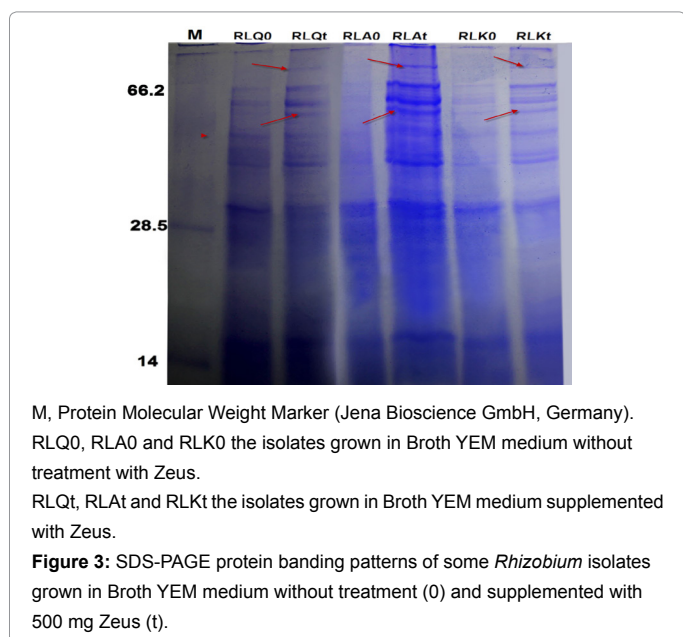 M RLQ0 RLQt RLA0 RLAt RLK0 RLKt
66.2
28.5
14
M, Protein Molecular Weight Marker (Jena Bioscience GmbH, Germany).
RLQ0, RLA0 and RLK0 the isolates grown in Broth YEM medium without
treatment with Zeus.
RLQt, RLAt and RLKt the isolates grown in Broth YEM medium supplemented
with Zeus.
Figure 3: SDS-PAGE protein banding patterns of some Rhizobium isolates
grown in Broth YEM medium without treatment (0) and supplemented with
500 mg Zeus (t).